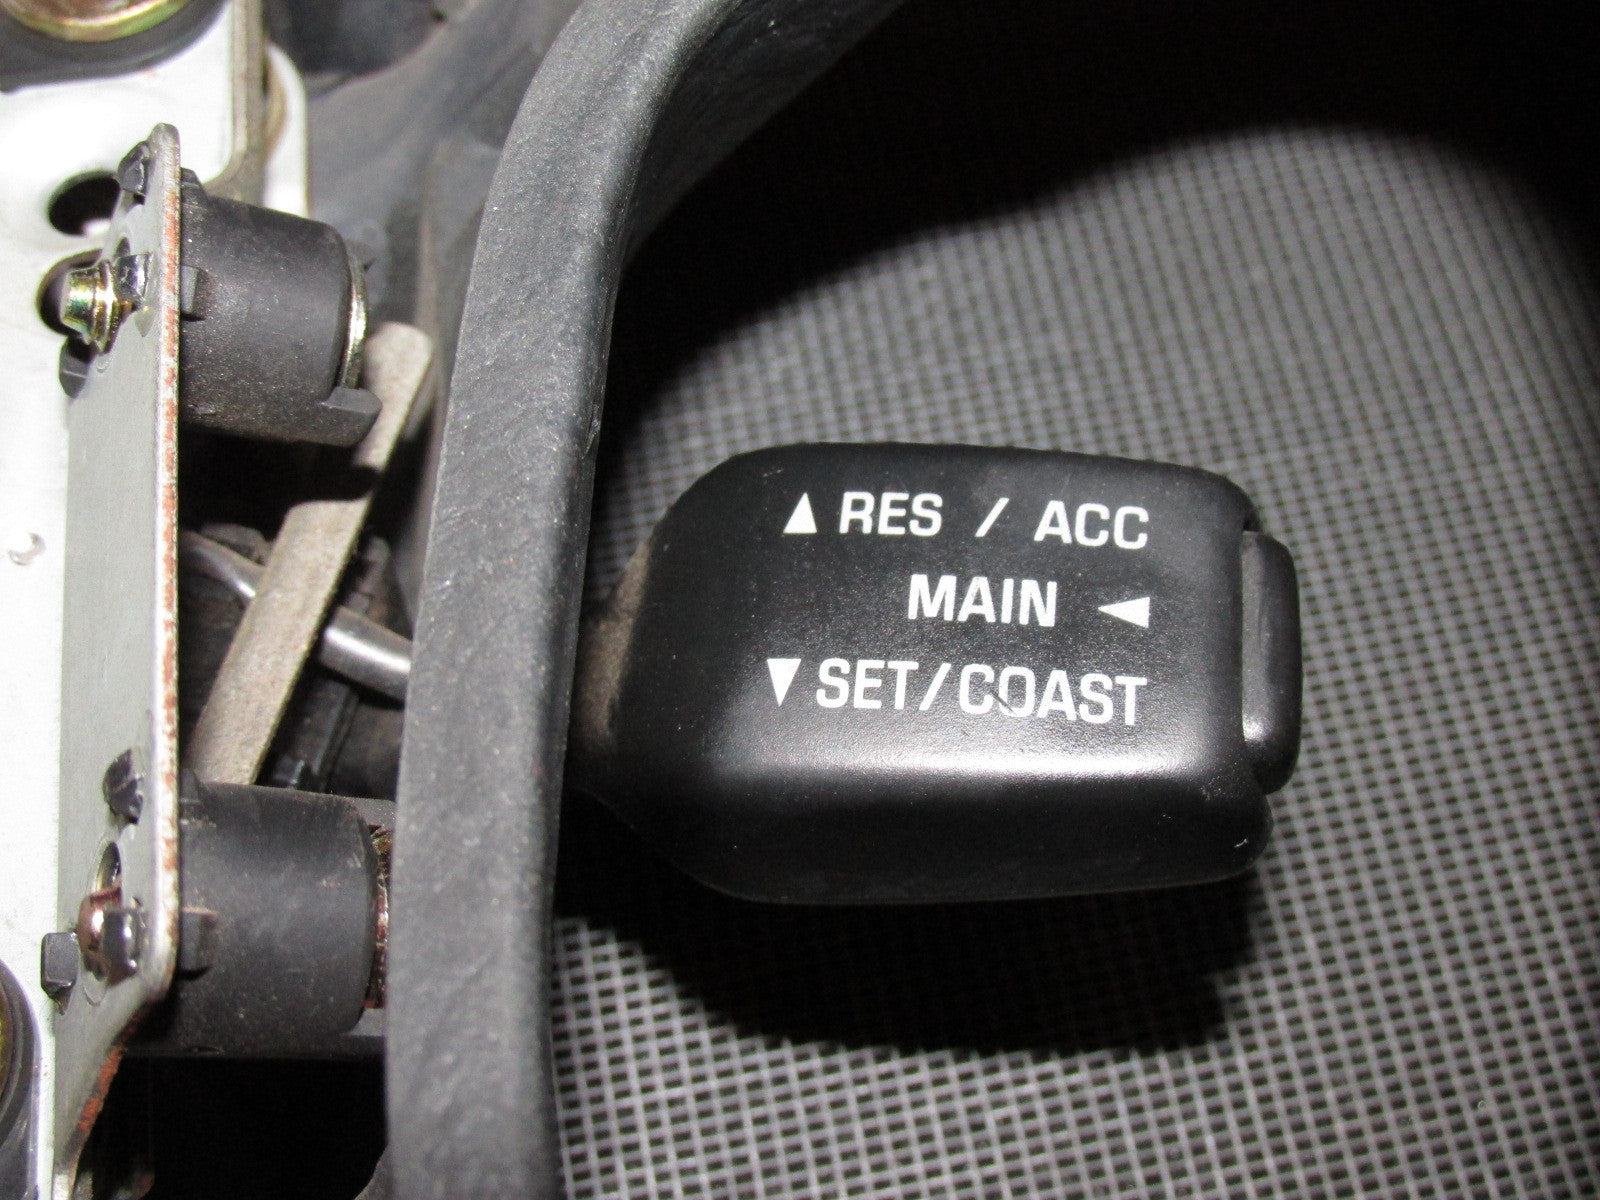 ▲ RES / ACC
MAIN ◀
▼ SET/COAST